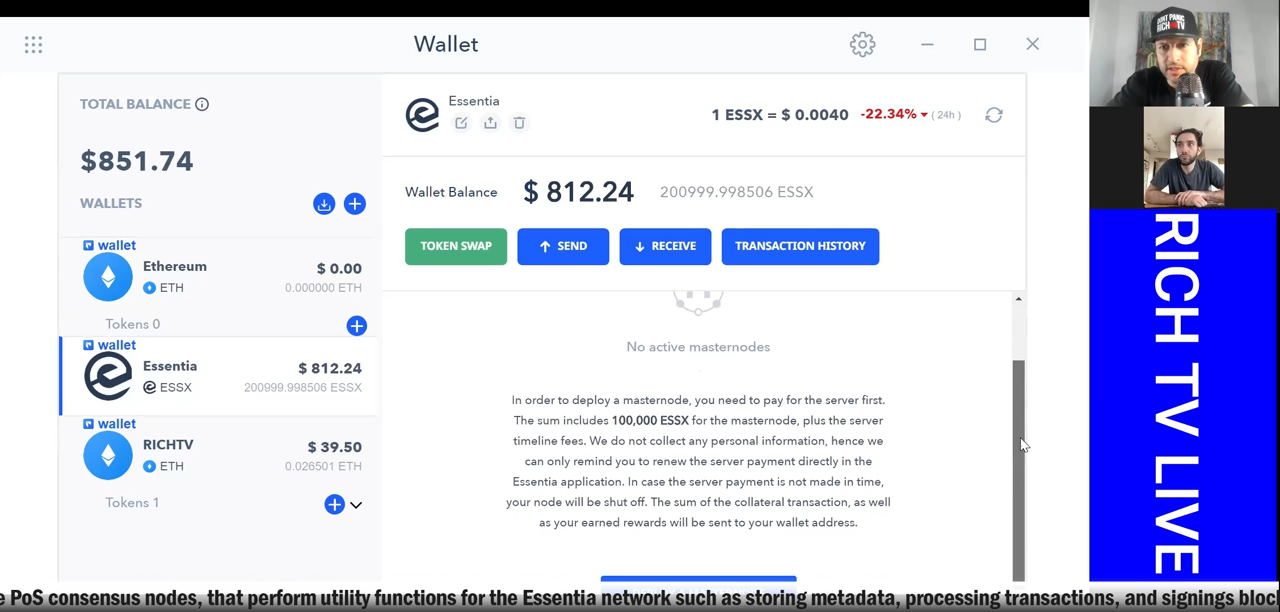 Wallet
TOTAL BALANCE
$851.74
WALLETS
wallet
Ethereum
$ 0.00
ETH
0.000000 ETH
Tokens 0
wallet
Essentia
$ 812.24
ESSX
200999.998506 ESSX
wallet
RICHTV
$ 39.50
ETH
0.026501 ETH
Tokens 1
Essentia
1 ESSX = $ 0.0040
-22.34%
( 24h )
Wallet Balance
$ 812.24
200999.998506 ESSX
TOKEN SWAP
SEND
RECEIVE
TRANSACTION HISTORY
No active masternodes
In order to deploy a masternode, you need to pay for the server first.
The sum includes 100,000 ESSX for the masternode, plus the server
timeline fees. We do not collect any personal information, hence we
can only remind you to renew the server payment directly in the
Essentia application. In case the server payment is not made in time,
your node will be shut off. The sum of the collateral transaction, as well
as your earned rewards will be sent to your wallet address.
DONT PANIC
RICH TV
RICH TV LIVE
e PoS consensus nodes, that perform utility functions for the Essentia network such as storing metadata, processing transactions, and signings bloc